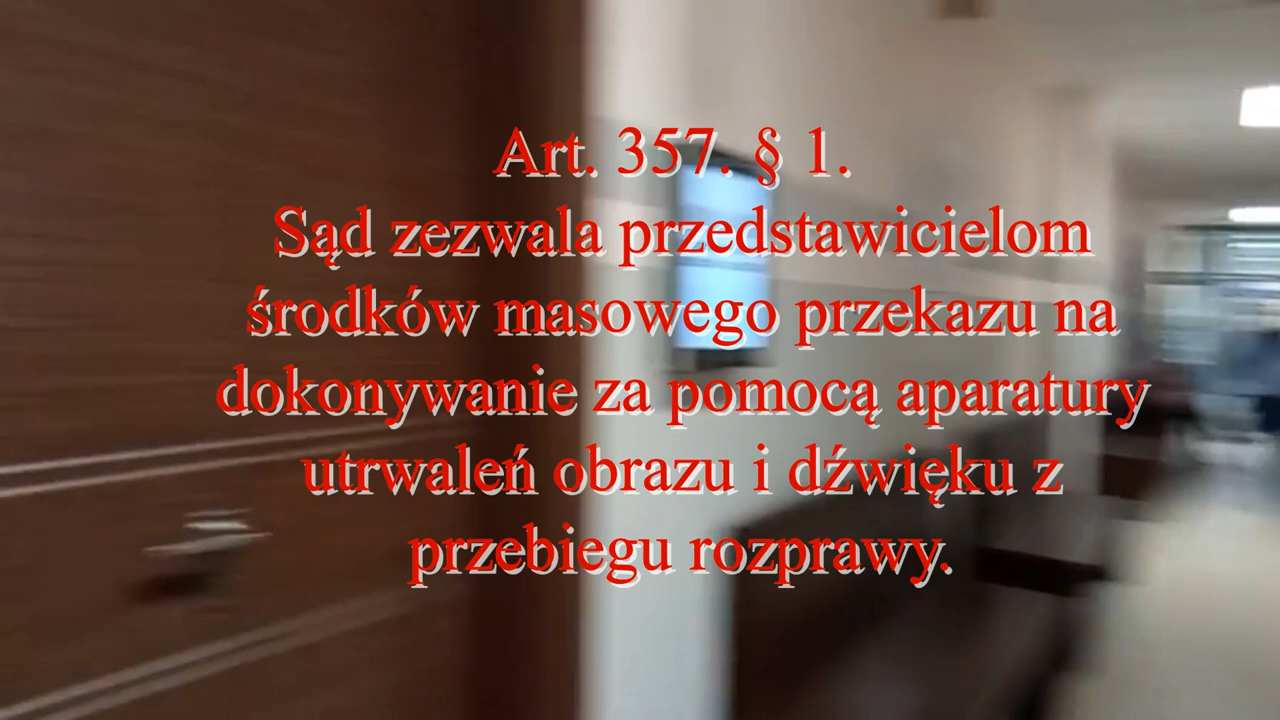 Art. 357. § 1.
Sąd zezwala przedstawicielom
środków masowego przekazu na
dokonywanie za pomocą aparatury
utrwaleń obrazu i dźwięku z
przebiegu rozprawy.